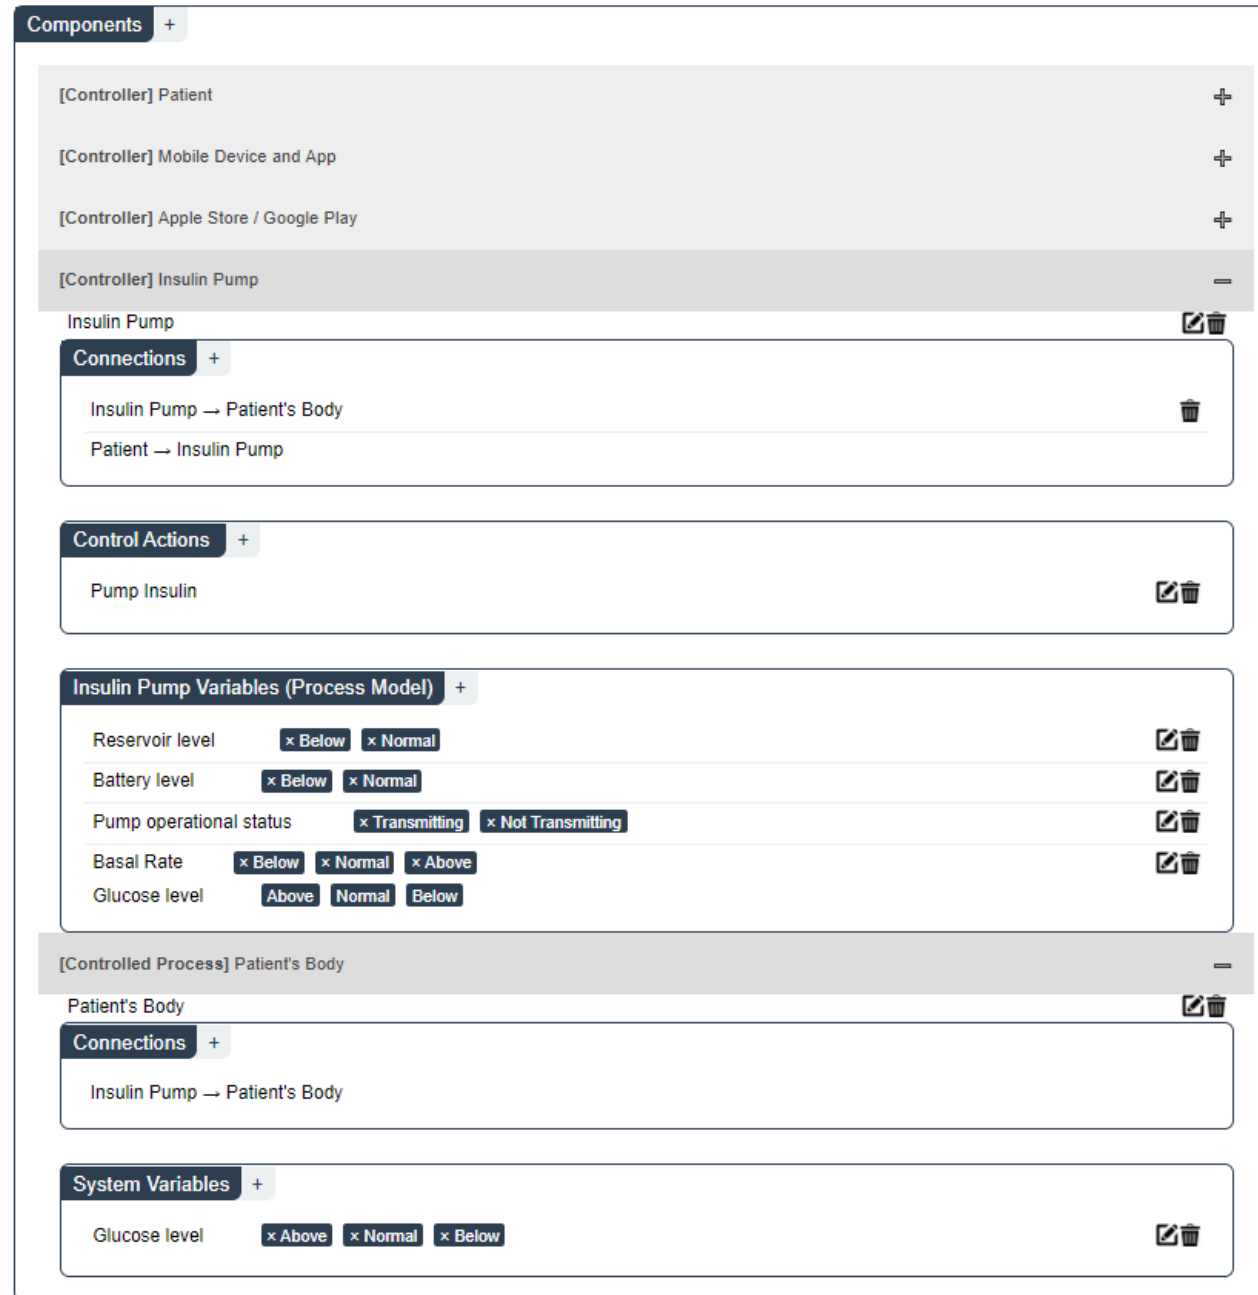 Components +
[Controller] Patient
[Controller] Mobile Device and App
[Controller] Apple Store / Google Play
[Controller] Insulin Pump
Insulin Pump
Connections +
Insulin Pump → Patient's Body
Patient → Insulin Pump
Control Actions +
Pump Insulin
Insulin Pump Variables (Process Model) +
Reservoir level × Below × Normal
Battery level × Below × Normal
Pump operational status × Transmitting × Not Transmitting
Basal Rate × Below × Normal × Above
Glucose level Above Normal Below
[Controlled Process] Patient's Body
Patient's Body
Connections +
Insulin Pump → Patient's Body
System Variables +
Glucose level × Above × Normal × Below